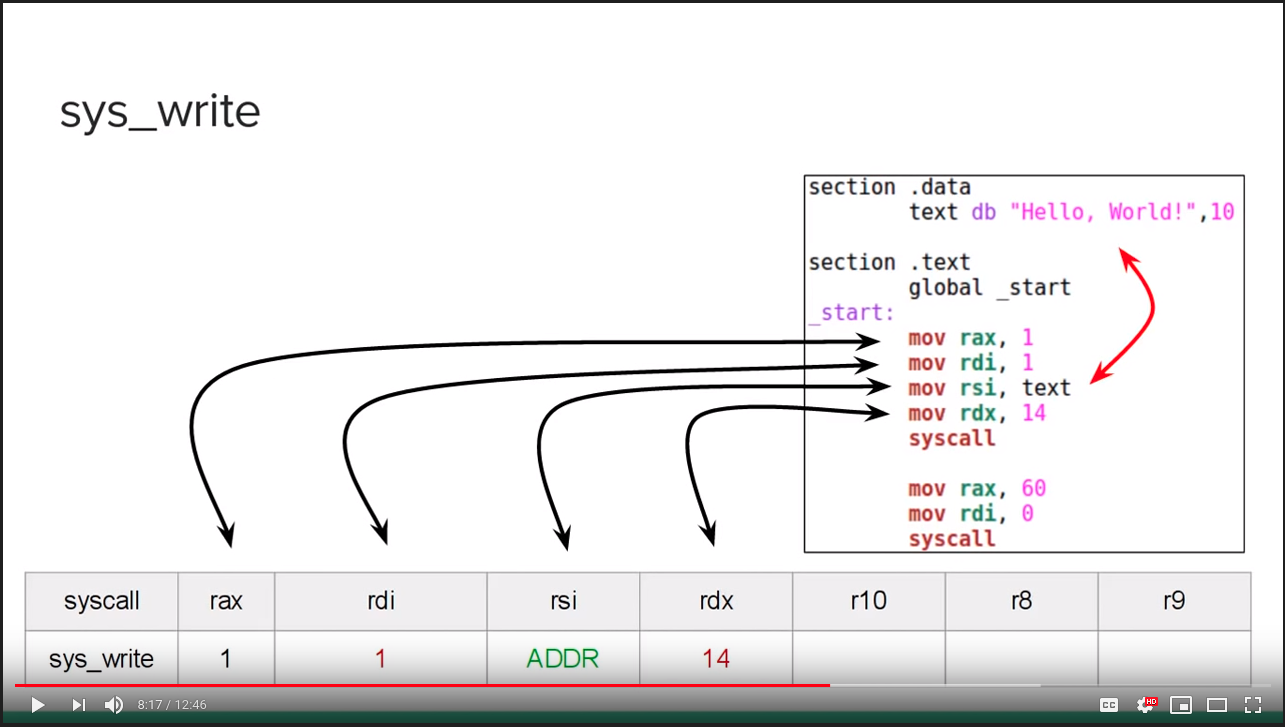 sys_write
section .data
text db "Hello, World!",10
section .text
global _start
_start:
mov rax, 1
mov rdi, 1
mov rsi, text
mov rdx, 14
syscall
mov rax, 60
mov rdi, 0
syscall
syscall rax rdi rsi rdx r10 r8 r9
sys_write 1 1 ADDR 14
8:17 / 12:46 CC HD